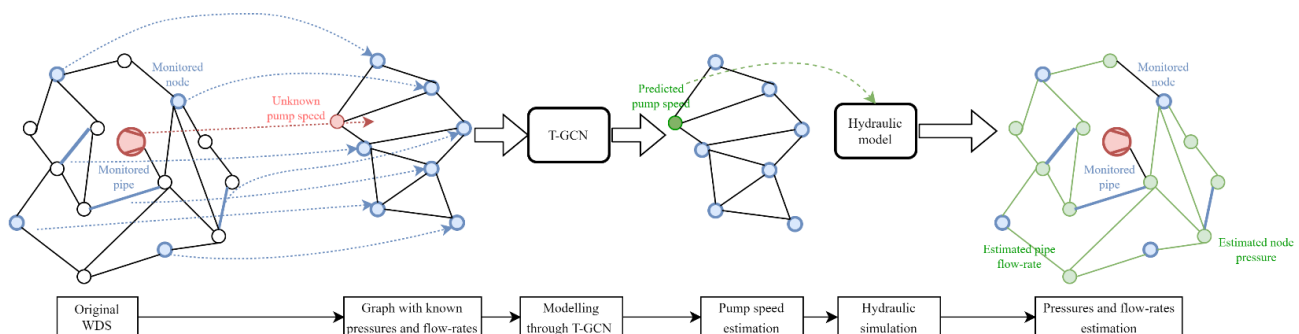 Monitored
node
Unknown
pump speed
Monitored
pipe
T-GCN
Predicted
pump speed
Hydraulic
model
Monitored
node
Monitored
pipe
Estimated pipe
flow-rate
Estimated node
pressure
Original
WDS
Graph with known
pressures and flow-rates
Modelling
through T-GCN
Pump speed
estimation
Hydraulic
simulation
Pressures and flow-rates
estimation